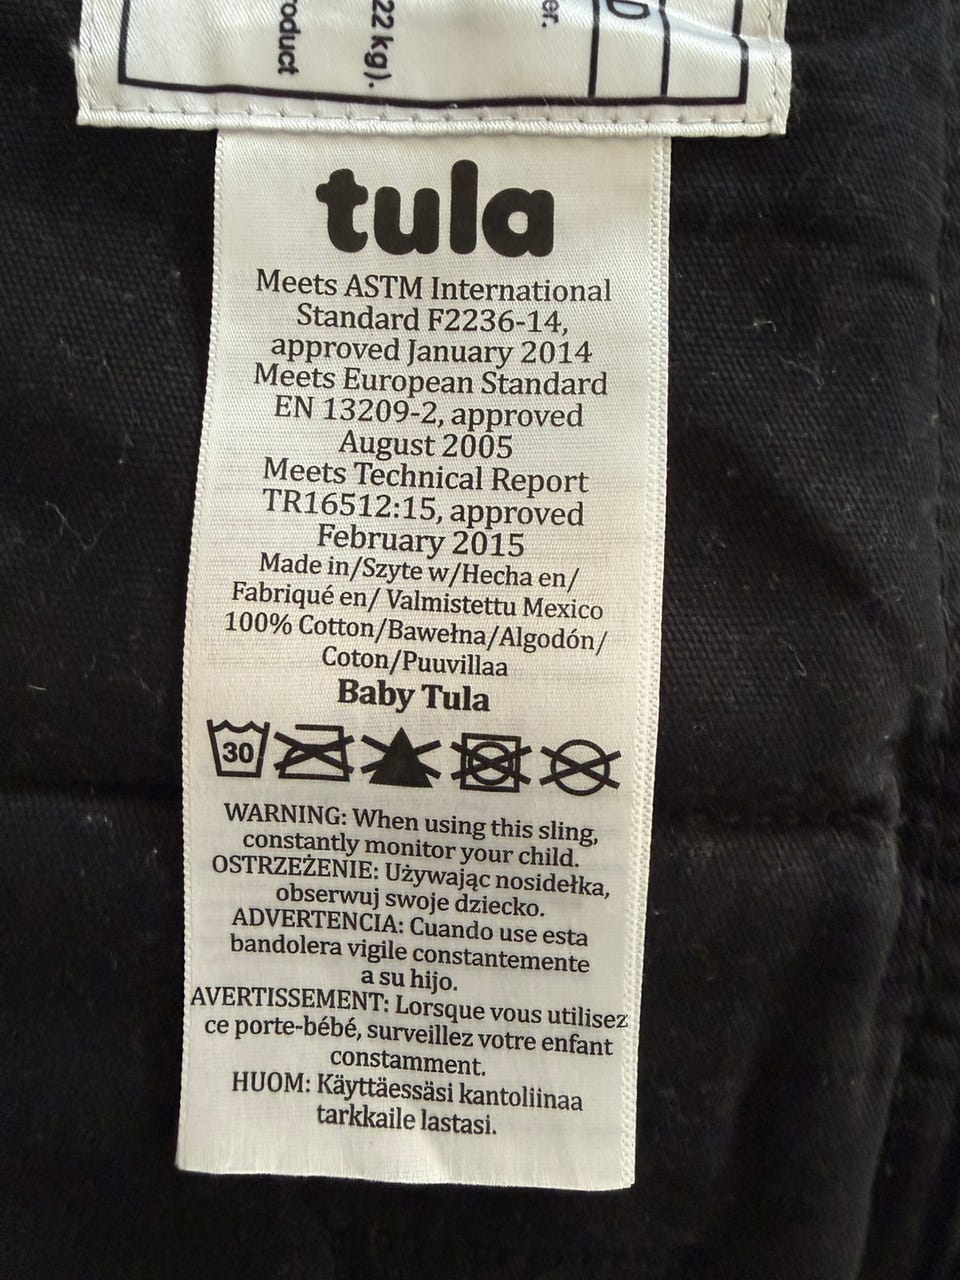 oduct
22 kg).
er.
D
tula
Meets ASTM International
Standard F2236-14,
approved January 2014
Meets European Standard
EN 13209-2, approved
August 2005
Meets Technical Report
TR16512:15, approved
February 2015
Made in/Szyte w/Hecha en/
Fabriqué en/ Valmistettu Mexico
100% Cotton/Bawełna/Algodón/
Coton/Puuvillaa
Baby Tula
30
WARNING: When using this sling,
constantly monitor your child.
OSTRZEŻENIE: Używając nosidełka,
obserwuj swoje dziecko.
ADVERTENCIA: Cuando use esta
bandolera vigile constantemente
a su hijo.
AVERTISSEMENT: Lorsque vous utilisez
ce porte-bébé, surveillez votre enfant
constamment.
HUOM: Käyttäessäsi kantoliinaa
tarkkaile lastasi.